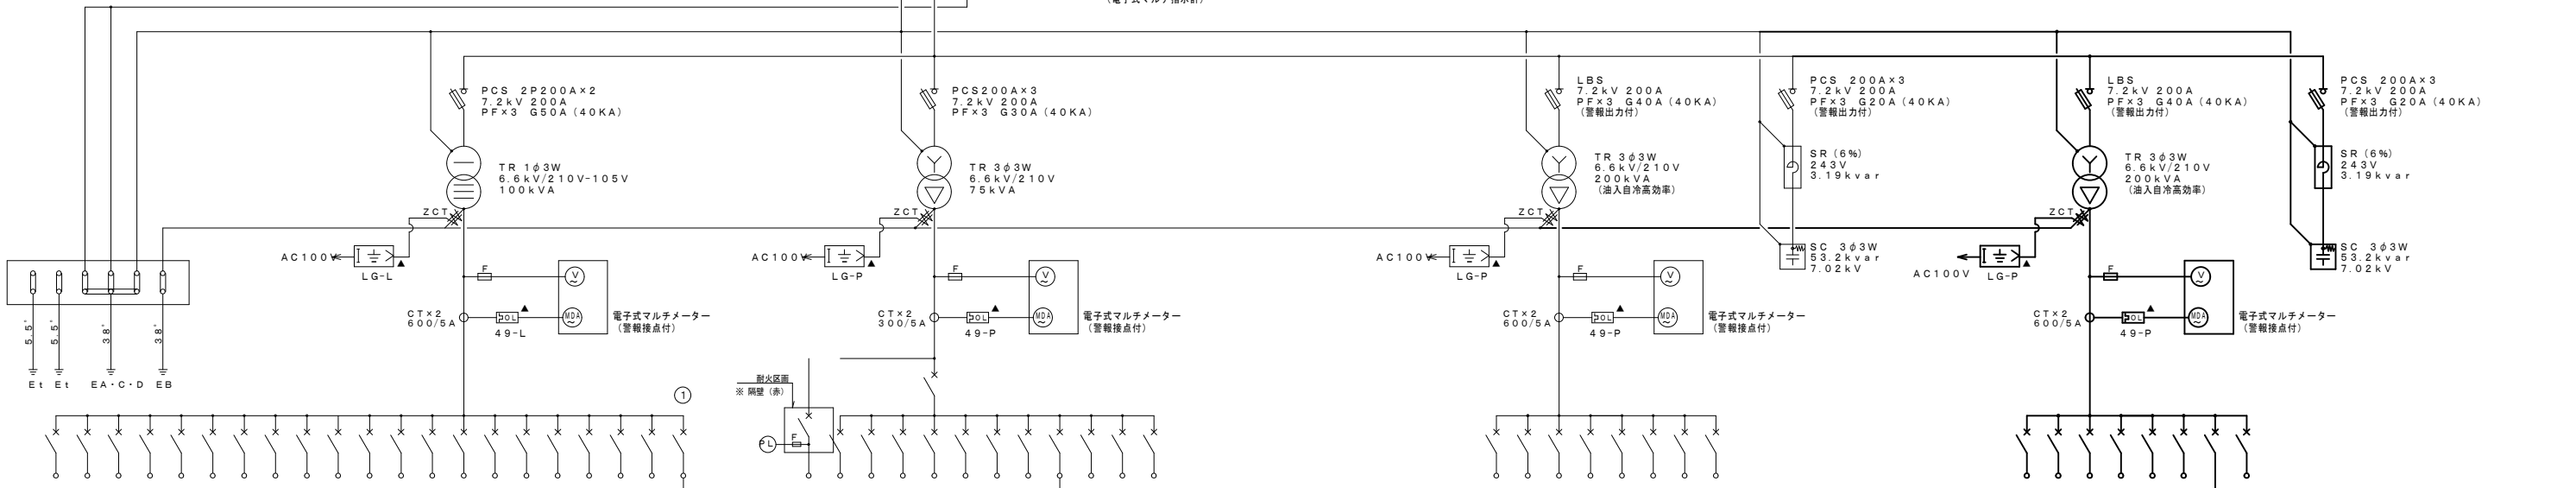 （電子式マルチ指示計）
PCS 2P200A×2
7.2kV 200A
PF×3 G50A（40KA）
PCS200A×3
7.2kV 200A
PF×3 G30A（40KA）
LBS
7.2kV 200A
PF×3 G40A（40KA）
（警報出力付）
PCS 200A×3
7.2kV 200A
PF×3 G20A（40KA）
（警報出力付）
LBS
7.2kV 200A
PF×3 G40A（40KA）
（警報出力付）
PCS 200A×3
7.2kV 200A
PF×3 G20A（40KA）
（警報出力付）
TR 1φ3W
6.6kV/210V-105V
100kVA
TR 3φ3W
6.6kV/210V
75kVA
TR 3φ3W
6.6kV/210V
200kVA
（油入自冷高効率）
SR（6%）
243V
3.19kvar
TR 3φ3W
6.6kV/210V
200kVA
（油入自冷高効率）
SR（6%）
243V
3.19kvar
ZCT
ZCT
ZCT
ZCT
AC100V
LG-L
AC100V
LG-P
AC100V
LG-P
SC 3φ3W
53.2kvar
7.02kV
AC100V
LG-P
SC 3φ3W
53.2kvar
7.02kV
F
V
F
V
F
V
F
V
CT×2
600/5A
OL
49-L
MDA
電子式マルチメーター
（警報接点付）
CT×2
300/5A
OL
49-P
MDA
電子式マルチメーター
（警報接点付）
CT×2
600/5A
OL
49-P
MDA
電子式マルチメーター
（警報接点付）
CT×2
600/5A
OL
49-P
MDA
電子式マルチメーター
（警報接点付）
5.5'
5.5'
38'
38'
Et
Et
EA・C・D
EB
1
耐火区画
※ 隔壁（赤）
PL
F